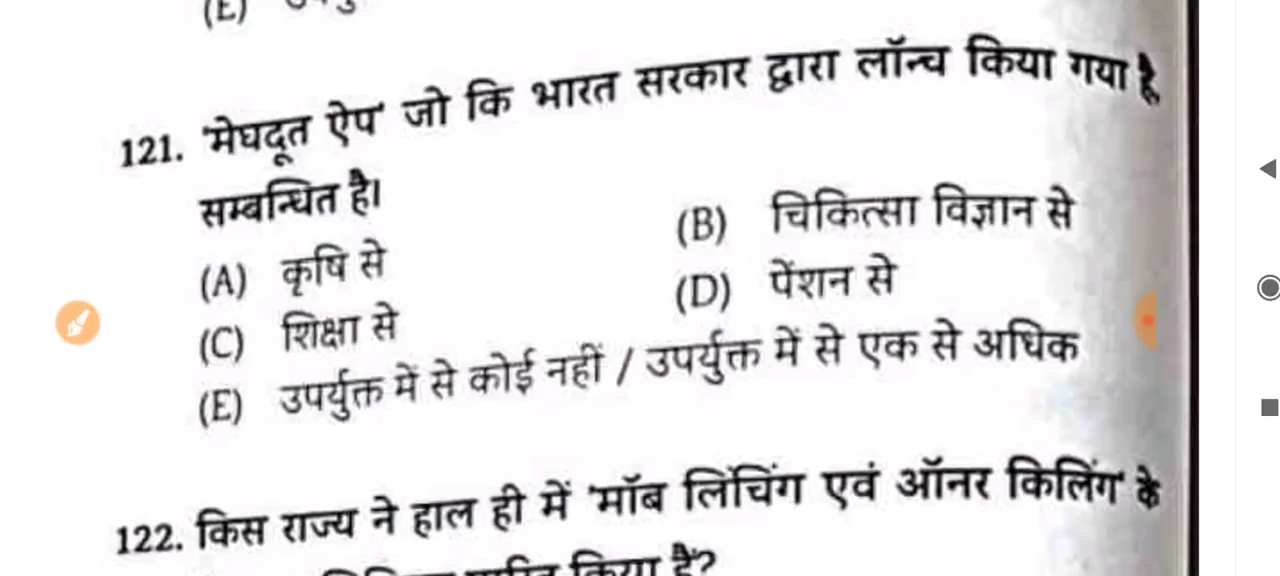 (E)
121. 'मेघदूत ऐप' जो कि भारत सरकार द्वारा लॉन्च किया गया है,
सम्बन्धित है।
(A) कृषि से (B) चिकित्सा विज्ञान से
(C) शिक्षा से (D) पेंशन से
(E) उपर्युक्त में से कोई नहीं / उपर्युक्त में से एक से अधिक
122. किस राज्य ने हाल ही में 'मॉब लिंचिंग एवं ऑनर किलिंग' के
किया है?